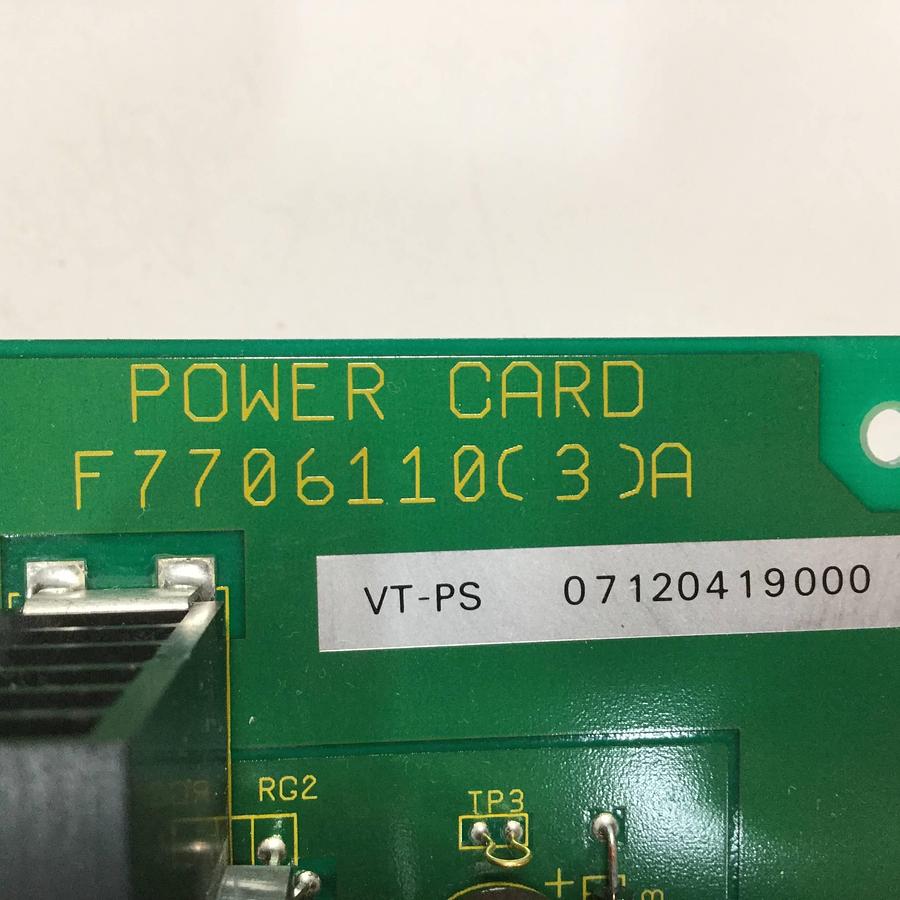 POWER CARD
F7706110(3)A
VT-PS 07120419000
RG2
TP3